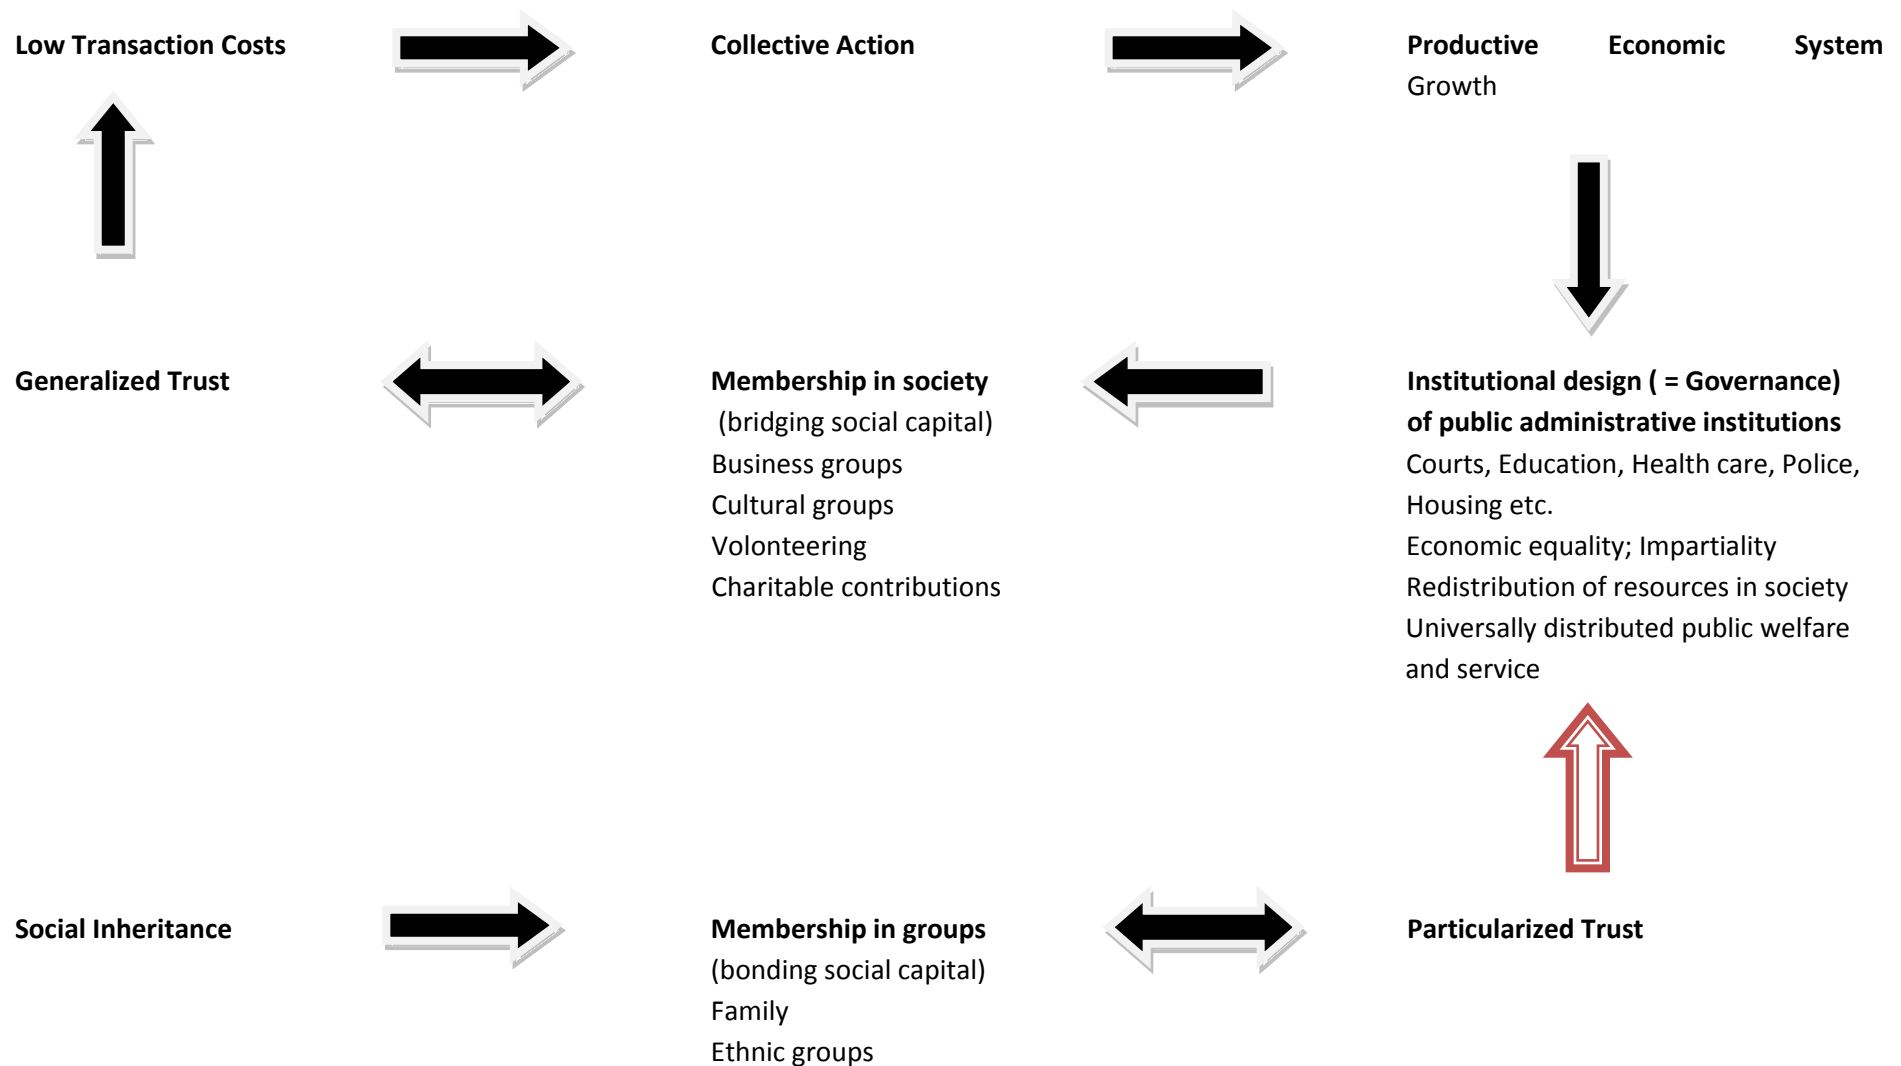 Low Transaction Costs
Collective Action
Productive Economic System
Growth
Generalized Trust
Membership in society
(bridging social capital)
Business groups
Cultural groups
Volonteering
Charitable contributions
Institutional design ( = Governance)
of public administrative institutions
Courts, Education, Health care, Police,
Housing etc.
Economic equality; Impartiality
Redistribution of resources in society
Universally distributed public welfare
and service
Social Inheritance
Membership in groups
(bonding social capital)
Family
Ethnic groups
Particularized Trust